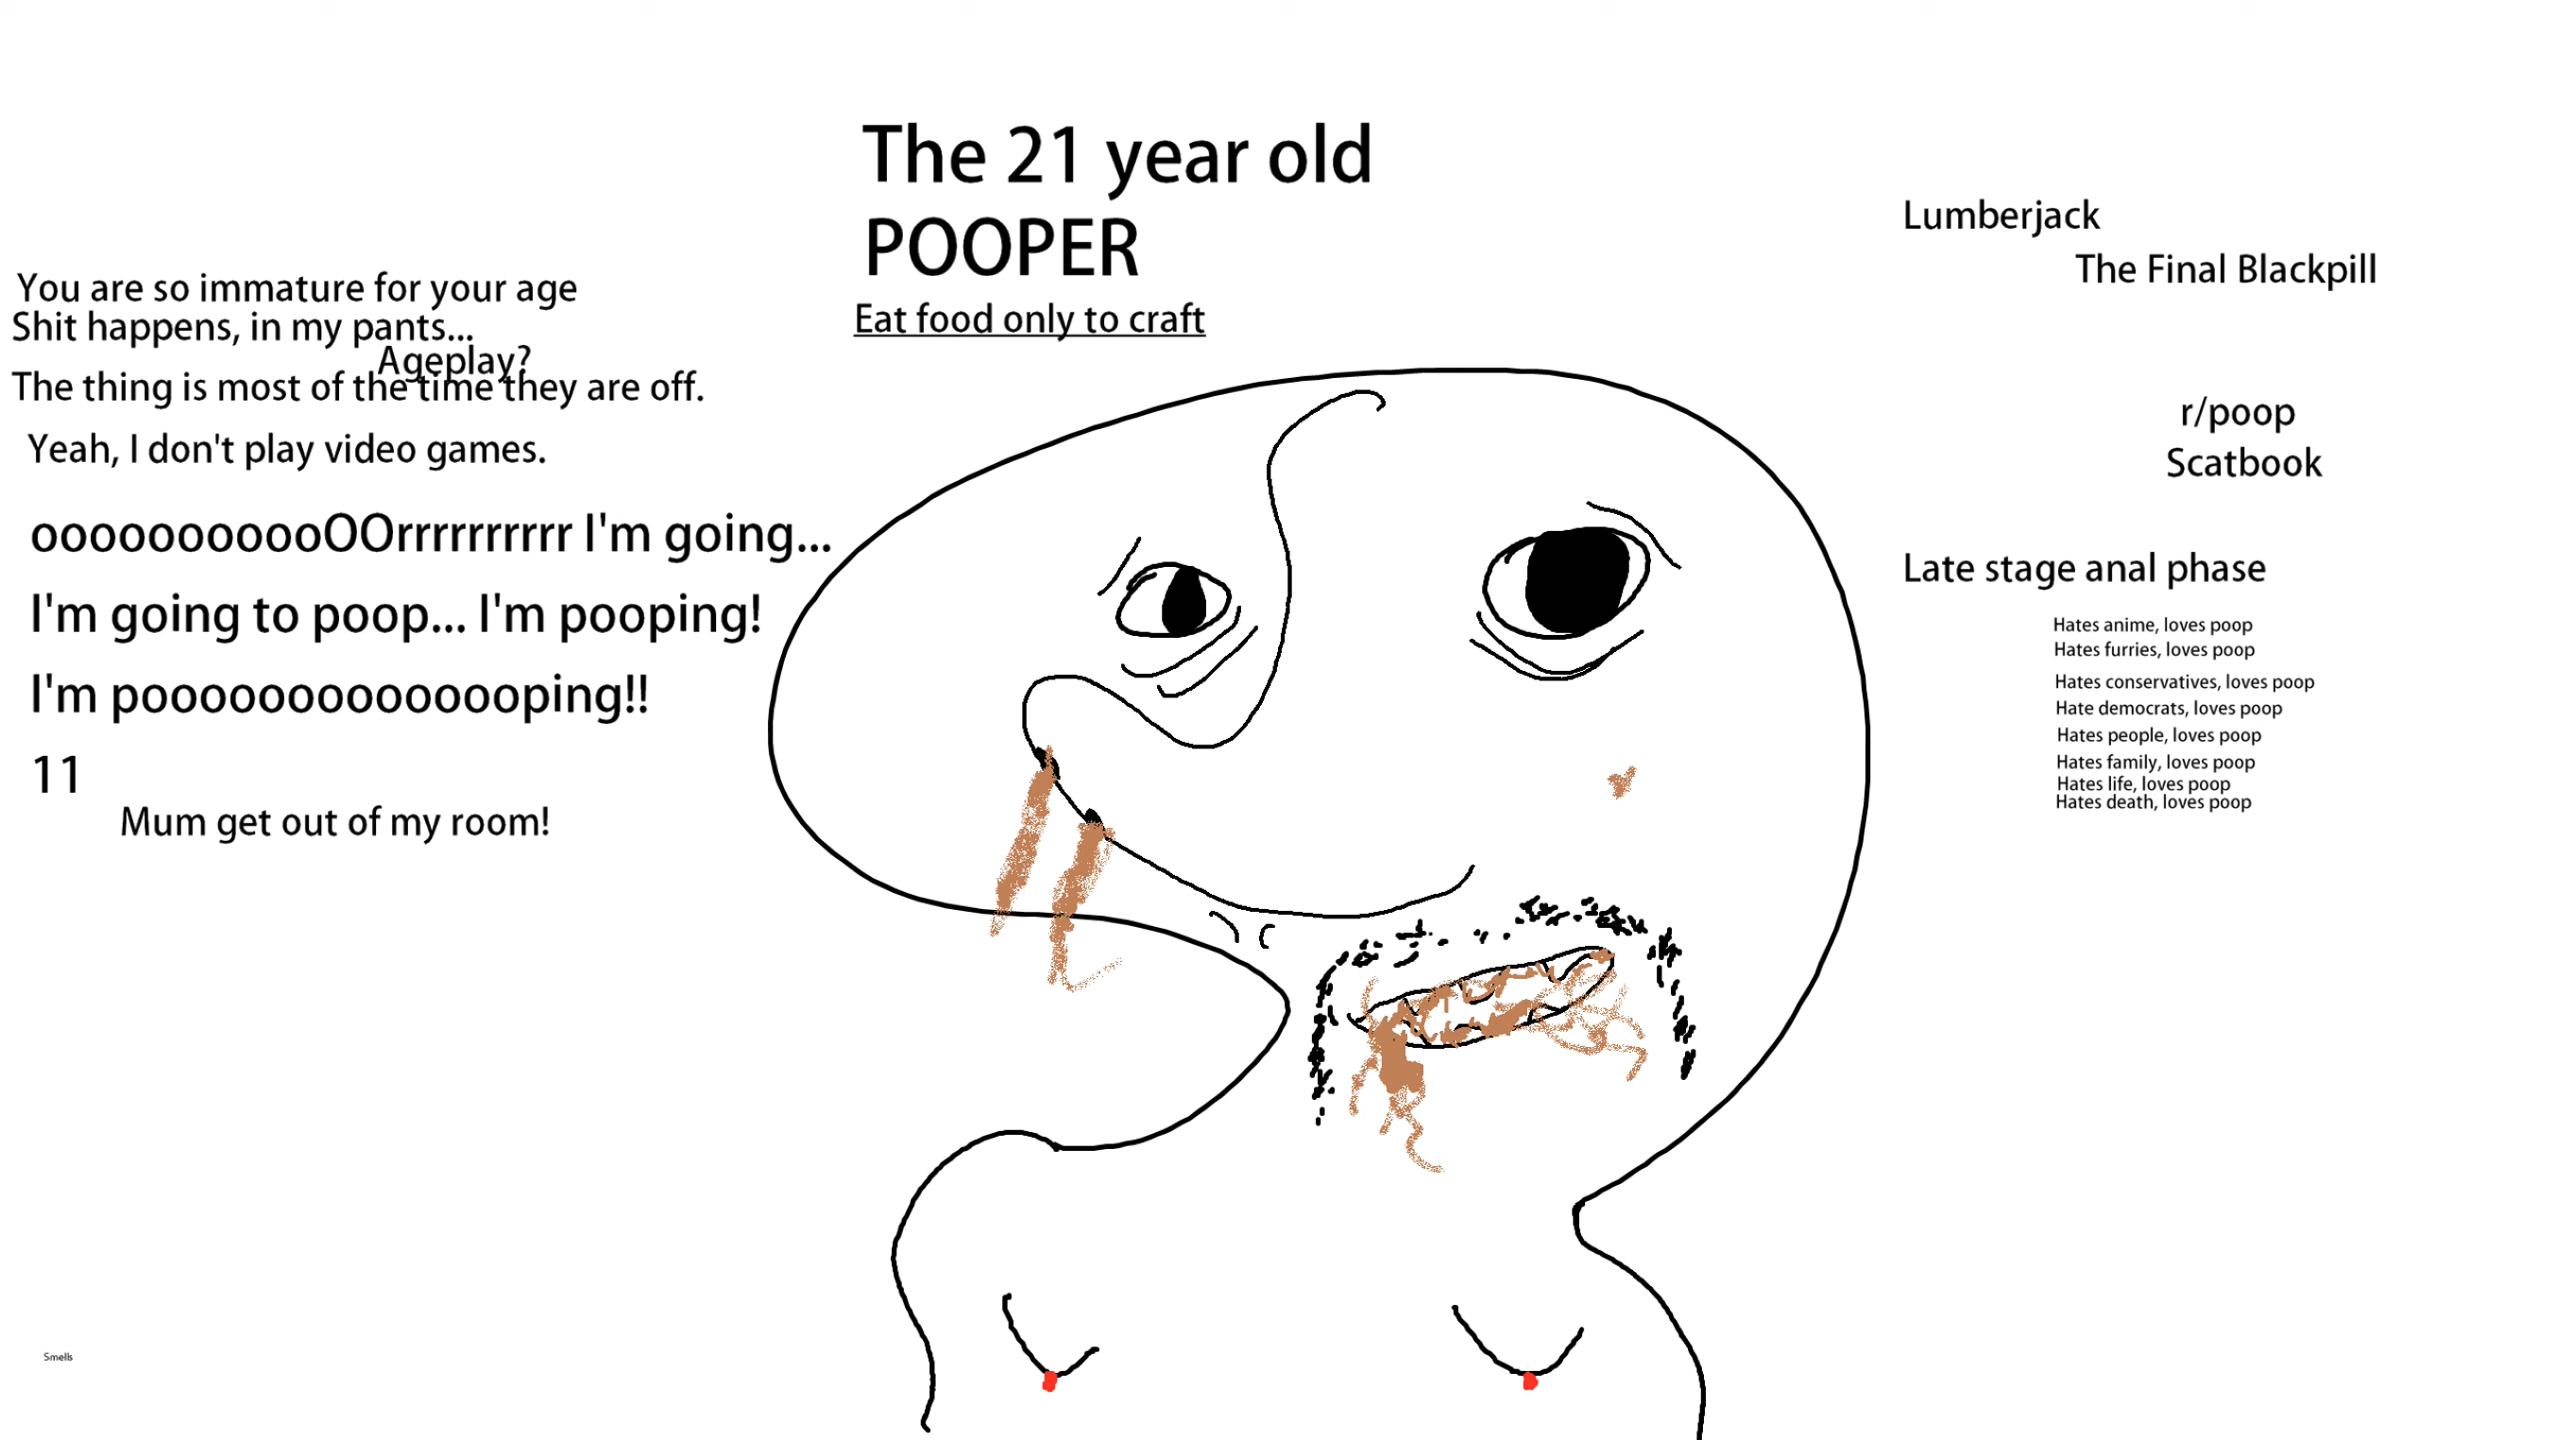 The 21 year old
POOPER
Eat food only to craft
You are so immature for your age
Shit happens, in my pants...
Ageplay?
The thing is most of the time they are off.
Yeah, I don't play video games.
ooooooooooOOrrrrrrrrrr I'm going...
I'm going to poop... I'm pooping!
I'm pooooooooooooooping!!
11
Mum get out of my room!
Smells
Lumberjack
The Final Blackpill
r/poop
Scatbook
Late stage anal phase
Hates anime, loves poop
Hates furries, loves poop
Hates conservatives, loves poop
Hate democrats, loves poop
Hates people, loves poop
Hates family, loves poop
Hates life, loves poop
Hates death, loves poop